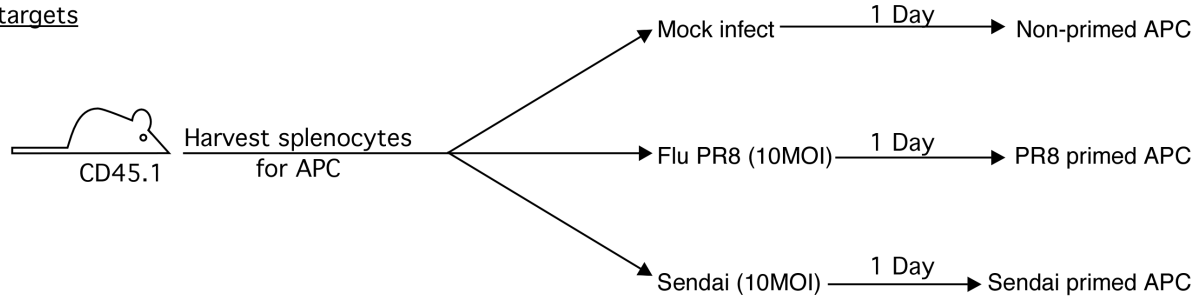 targets
Mock infect 1 Day Non-primed APC
Harvest splenocytes
for APC
CD45.1
Flu PR8 (10MOI) 1 Day PR8 primed APC
Sendai (10MOI) 1 Day Sendai primed APC